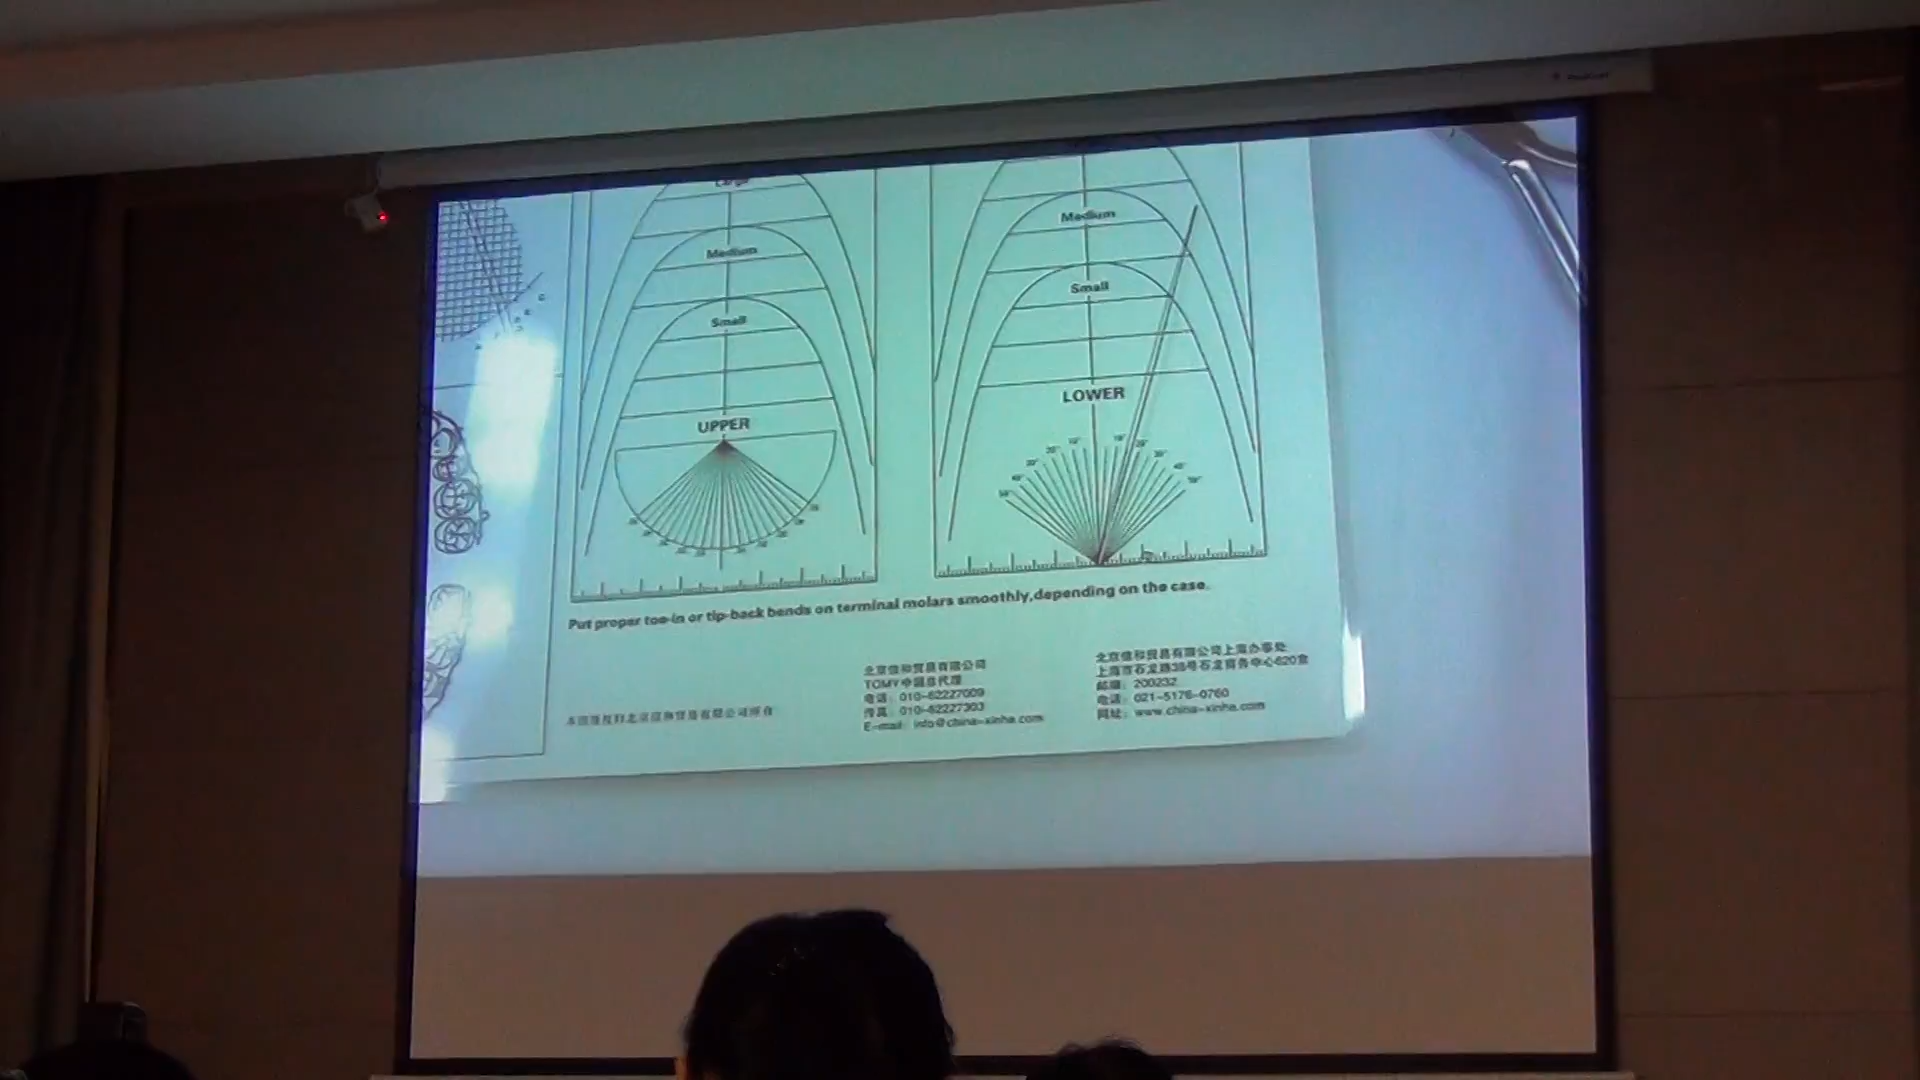 Large
Medium
Medium
Small
Small
LOWER
UPPER
Put proper toe-in or tip-back bends on terminal molars smoothly,depending on the case.
北京信和贸易有限公司
TOMY中国总代理
电话：010-62227009
传真：010-62227303
E-mail：info@china-xinhe.com
北京信和贸易有限公司上海办事处
上海市石龙路38号石龙商务中心620室
邮编：200232
电话：021-5176-0760
网址：www.china-xinhe.com